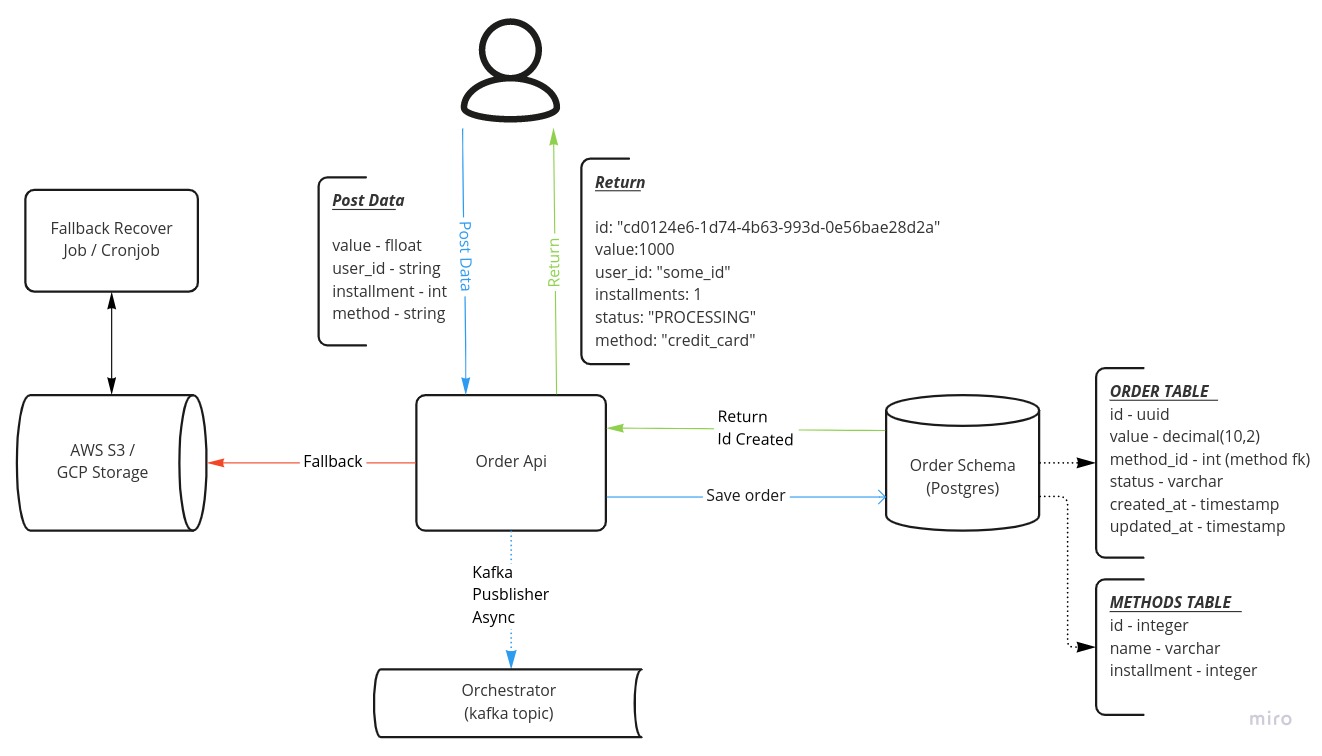 Post Data
value - flloat
user_id - string
installment - int
method - string
Post Data
Return
Return
id: "cd0124e6-1d74-4b63-993d-0e56bae28d2a"
value:1000
user_id: "some_id"
installments: 1
status: "PROCESSING"
method: "credit_card"
Fallback Recover
Job / Cronjob
AWS S3 /
GCP Storage
Fallback
Order Api
Return
Id Created
Save order
Order Schema
(Postgres)
ORDER TABLE
id - uuid
value - decimal(10,2)
method_id - int (method fk)
status - varchar
created_at - timestamp
updated_at - timestamp
METHODS TABLE
id - integer
name - varchar
installment - integer
Kafka
Pusblisher
Async
Orchestrator
(kafka topic)
miro